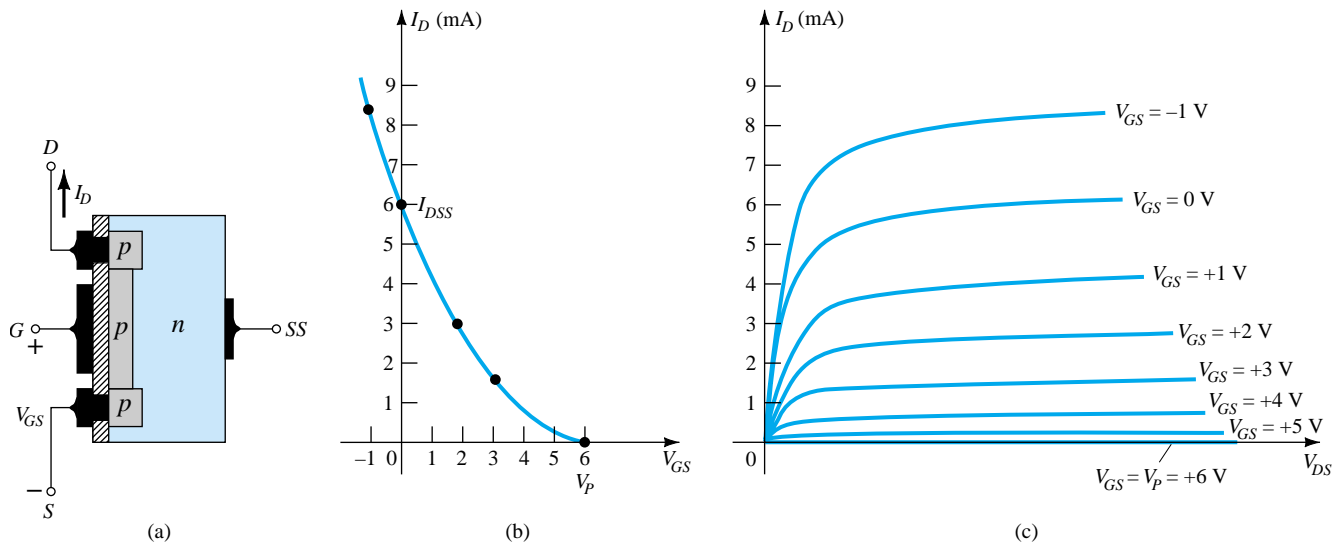 D
I_D
p
G
+
p
n
SS
p
V_GS
–
S
(a)
I_D (mA)
9
8
7
6
I_DSS
5
4
3
2
1
–1 0 1 2 3 4 5 6
V_GS
V_P
(b)
I_D (mA)
9
8
7
6
5
4
3
2
1
0
V_GS = –1 V
V_GS = 0 V
V_GS = +1 V
V_GS = +2 V
V_GS = +3 V
V_GS = +4 V
V_GS = +5 V
V_DS
V_GS = V_P = +6 V
(c)